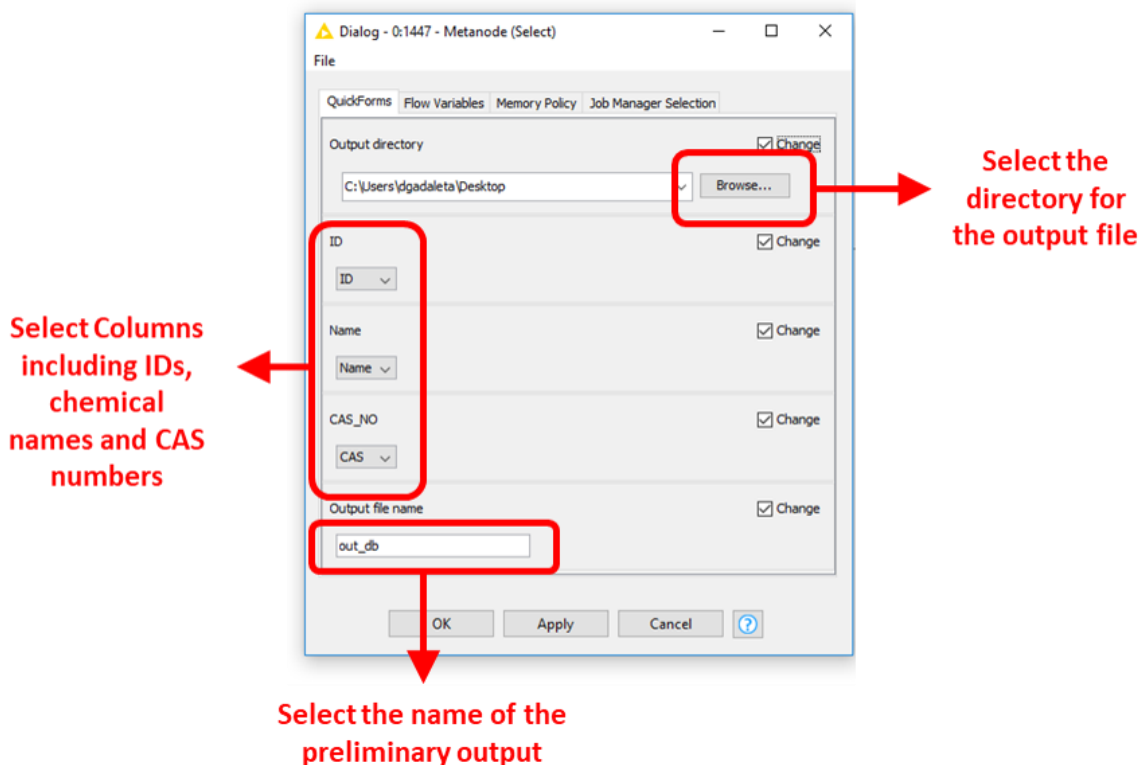 Dialog - 0:1447 - Metanode (Select)
File
QuickForms Flow Variables Memory Policy Job Manager Selection
Output directory
Change
C:\Users\dgadaleta\Desktop
Browse...
Select the
directory for
the output file
ID
Change
ID
Select Columns
including IDs,
chemical
names and CAS
numbers
Name
Change
Name
CAS_NO
Change
CAS
Output file name
Change
out_db
OK
Apply
Cancel
?
Select the name of the
preliminary output